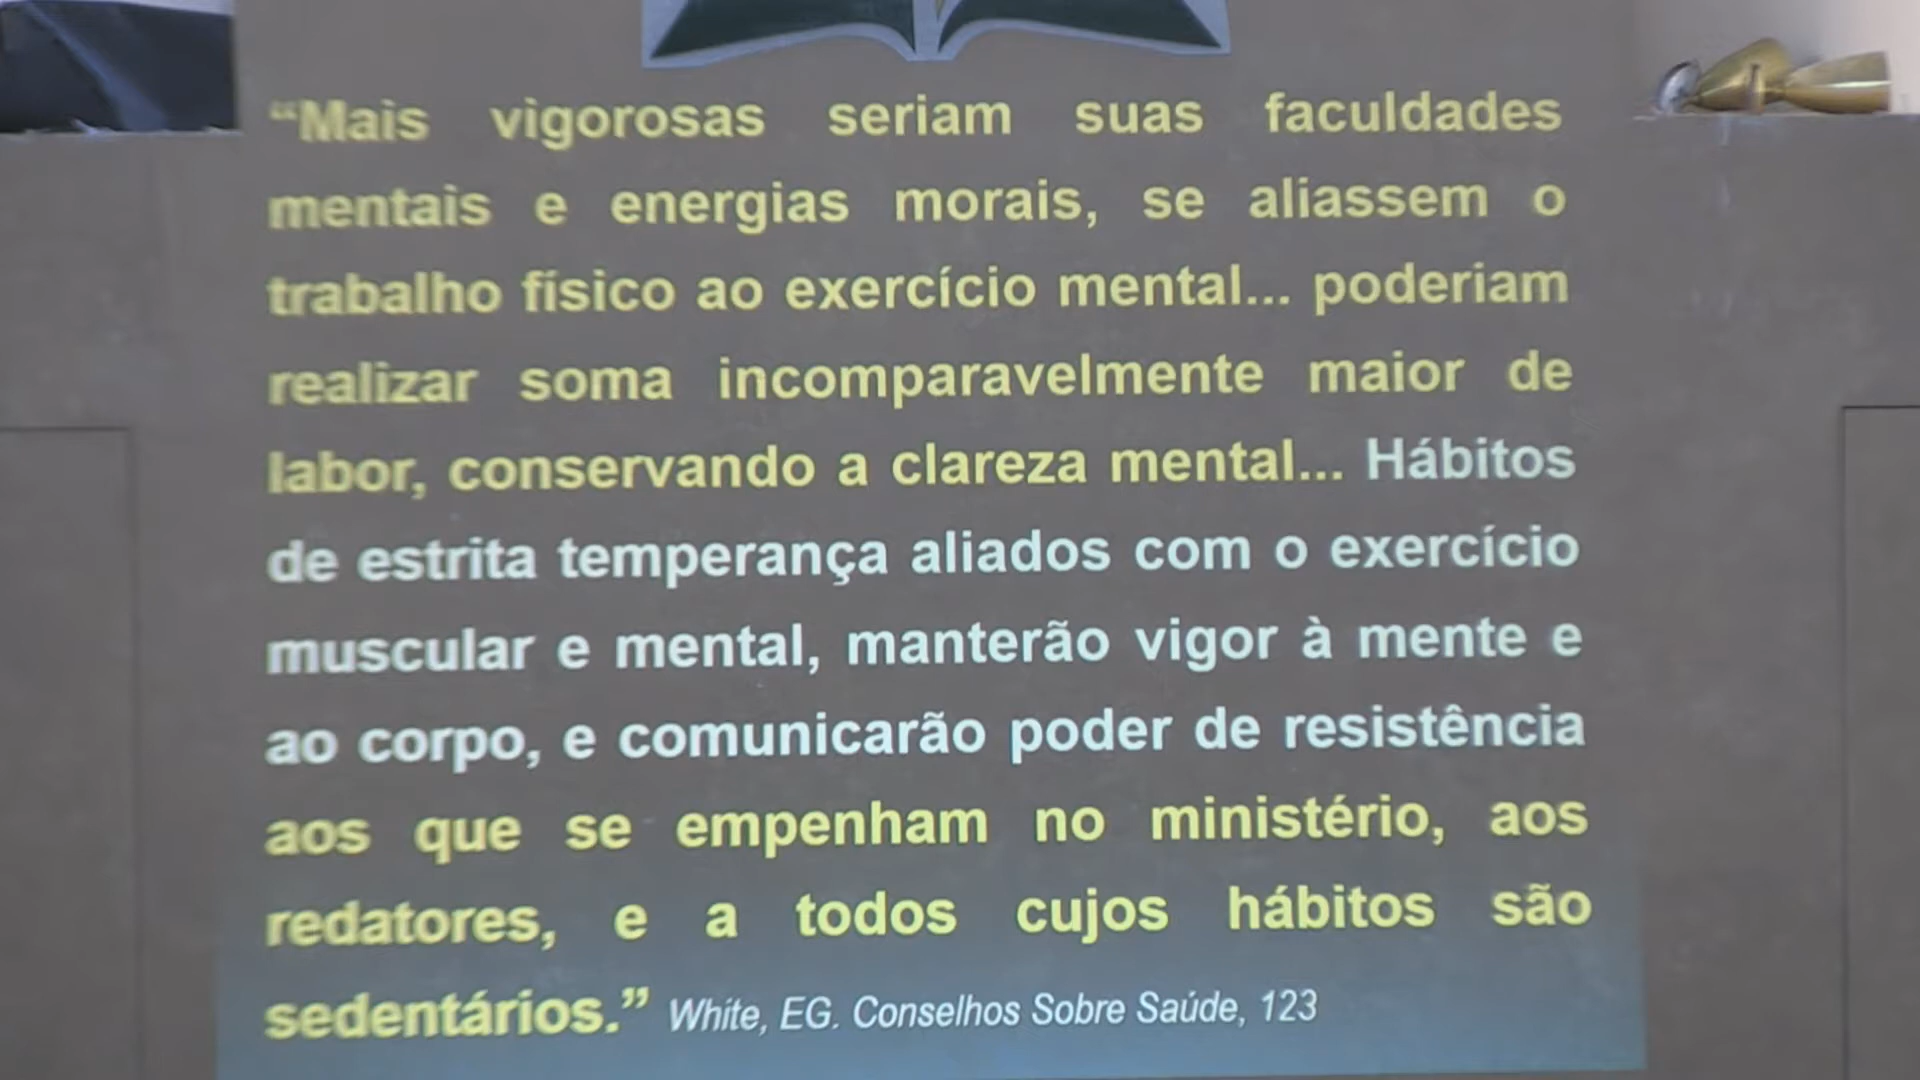 “Mais vigorosas seriam suas faculdades
mentais e energias morais, se aliassem o
trabalho físico ao exercício mental... poderiam
realizar soma incomparavelmente maior de
labor, conservando a clareza mental... Hábitos
de estrita temperança aliados com o exercício
muscular e mental, manterão vigor à mente e
ao corpo, e comunicarão poder de resistência
aos que se empenham no ministério, aos
redatores, e a todos cujos hábitos são
sedentários.” White, EG. Conselhos Sobre Saúde, 123